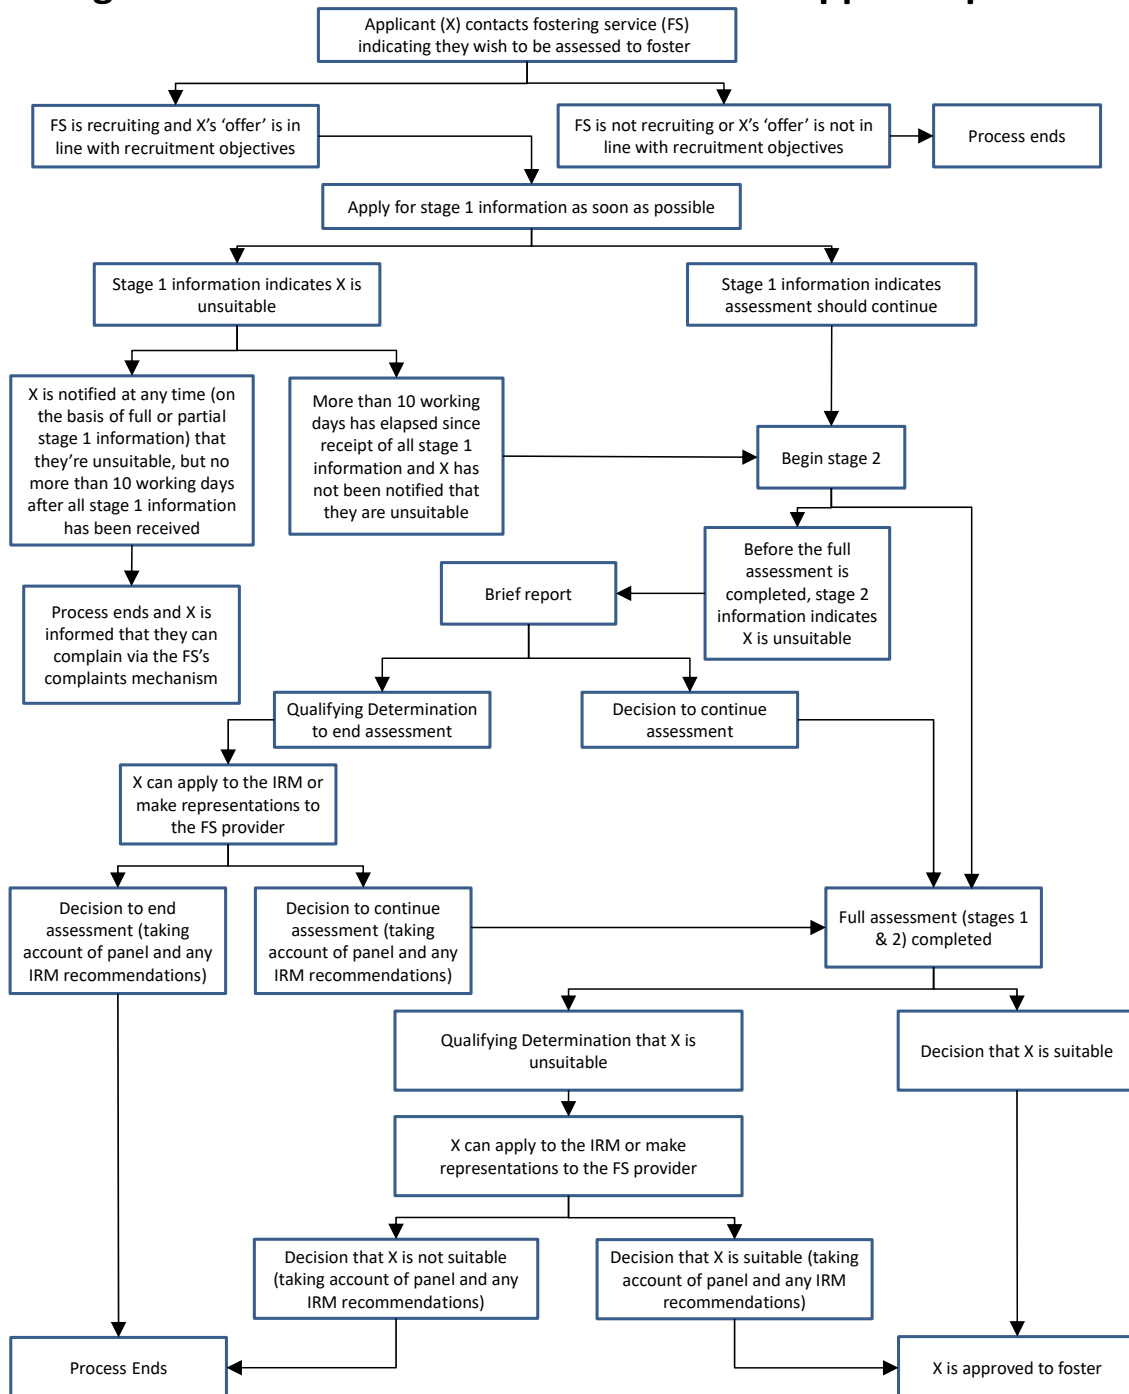 Applicant (X) contacts fostering service (FS)
indicating they wish to be assessed to foster
FS is recruiting and X's 'offer' is in
line with recruitment objectives
FS is not recruiting or X's 'offer' is not in
line with recruitment objectives
Process ends
Apply for stage 1 information as soon as possible
Stage 1 information indicates X is
unsuitable
Stage 1 information indicates
assessment should continue
X is notified at any time (on
the basis of full or partial
stage 1 information) that
they're unsuitable, but no
more than 10 working days
after all stage 1 information
has been received
More than 10 working
days has elapsed since
receipt of all stage 1
information and X has
not been notified that
they are unsuitable
Begin stage 2
Before the full
assessment is
completed, stage 2
information indicates
X is unsuitable
Brief report
Process ends and X is
informed that they can
complain via the FS's
complaints mechanism
Qualifying Determination
to end assessment
Decision to continue
assessment
X can apply to the IRM or
make representations to
the FS provider
Decision to end
assessment (taking
account of panel and any
IRM recommendations)
Decision to continue
assessment (taking
account of panel and any
IRM recommendations)
Full assessment (stages 1
& 2) completed
Qualifying Determination that X is
unsuitable
Decision that X is suitable
X can apply to the IRM or make
representations to the FS provider
Decision that X is not suitable
(taking account of panel and any
IRM recommendations)
Decision that X is suitable (taking
account of panel and any IRM
recommendations)
Process Ends
X is approved to foster